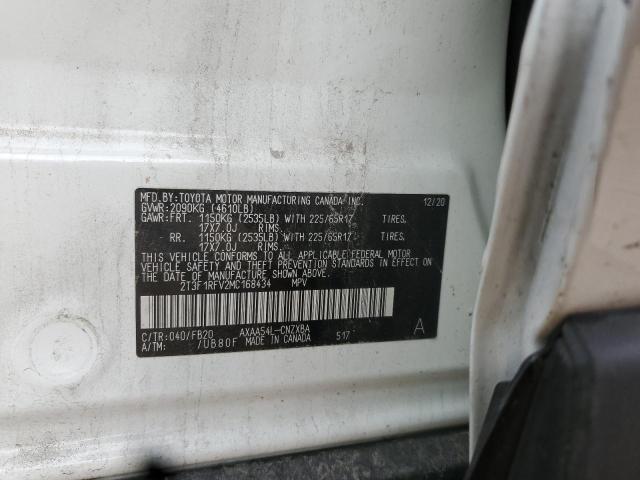 MFD.BY:TOYOTA MOTOR MANUFACTURING CANADA INC. 12/20
GVWR:2090KG (4610LB)
GAWR:FRT. 1150KG (2535LB) WITH 225/65R17 TIRES.
17X7.0J RIMS.
RR. 1150KG (2535LB) WITH 225/65R17 TIRES.
17X7.0J RIMS.
THIS VEHICLE CONFORMS TO ALL APPLICABLE FEDERAL MOTOR
VEHICLE SAFETY AND THEFT PREVENTION STANDARDS IN EFFECT
ON THE DATE OF MANUFACTURE SHOWN ABOVE.
2T3F1RFV2MC168434 MPV
C/TR:040/FB20 AXAA54L-CNZXBA 517
A/TM: /UB80F MADE IN CANADA A